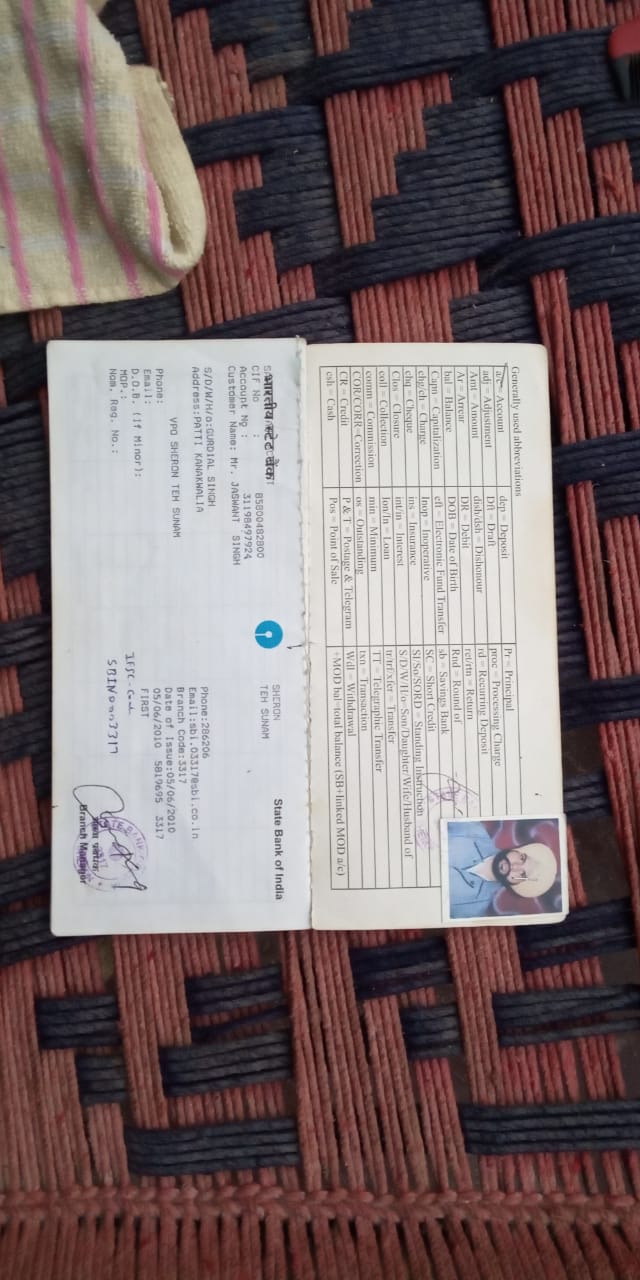 Generally used abbreviations
a/c = Account
adj = Adjustment
Amt = Amount
Ar = Arrear
bal = Balance
Capn = Capitalization
chg/ch = Charge
chq = Cheque
Clos = Closure
coll = Collection
comm = Commission
COR/CORR=Correction
CR = Credit
csh = Cash
dep = Deposit
Dft = Draft
dish/dsh = Dishonour
DR = Debit
DOB = Date of Birth
eft = Electronic Fund Transfer
Inop = Inoperative
ins = Insurance
int/in = Interest
lon/ln = Loan
min = Minimum
os = Outstanding
P & T = Postage & Telegram
Pos = Point of Sale
Pr = Principal
proc = Processing Charge
rd = Recurring Deposit
ret/rtn = Return
Rnd = Round of
sb = Savings Bank
SC = Short Credit
SI/So/SORD = Standing Instruction
S/D/W/H/o=Son/Daughter/Wife/Husband of
tr/trf/xfer = Transfer
TT = Telegraphic Transfer
txn = Transaction
Wdl = Withdrawal
+MOD bal=total balance (SB+linked MOD a/c)
भारतीय स्टेट बैंक
CIF No : 85800482800
Account No : 31198497924
Customer Name: Mr. JASWANT SINGH
S/D/W/H/o:GURDIAL SINGH
Address:PATTI KANAKWALIA
VPO SHERON TEH SUNAM
Phone:
Email:
D.O.B. (If Minor):
MOP.:
Nom. Reg. No.:
SHERON
TEH SUNAM
State Bank of India
Phone:286206
Email:sbi.03317@sbi.co.in
Branch Code:3317
Date of Issue:05/06/2010
05/06/2010 5819695 3317
FIRST
IFSC-Code
SBIN0003317
3317
शाखा प्रबंधक
Branch Manager